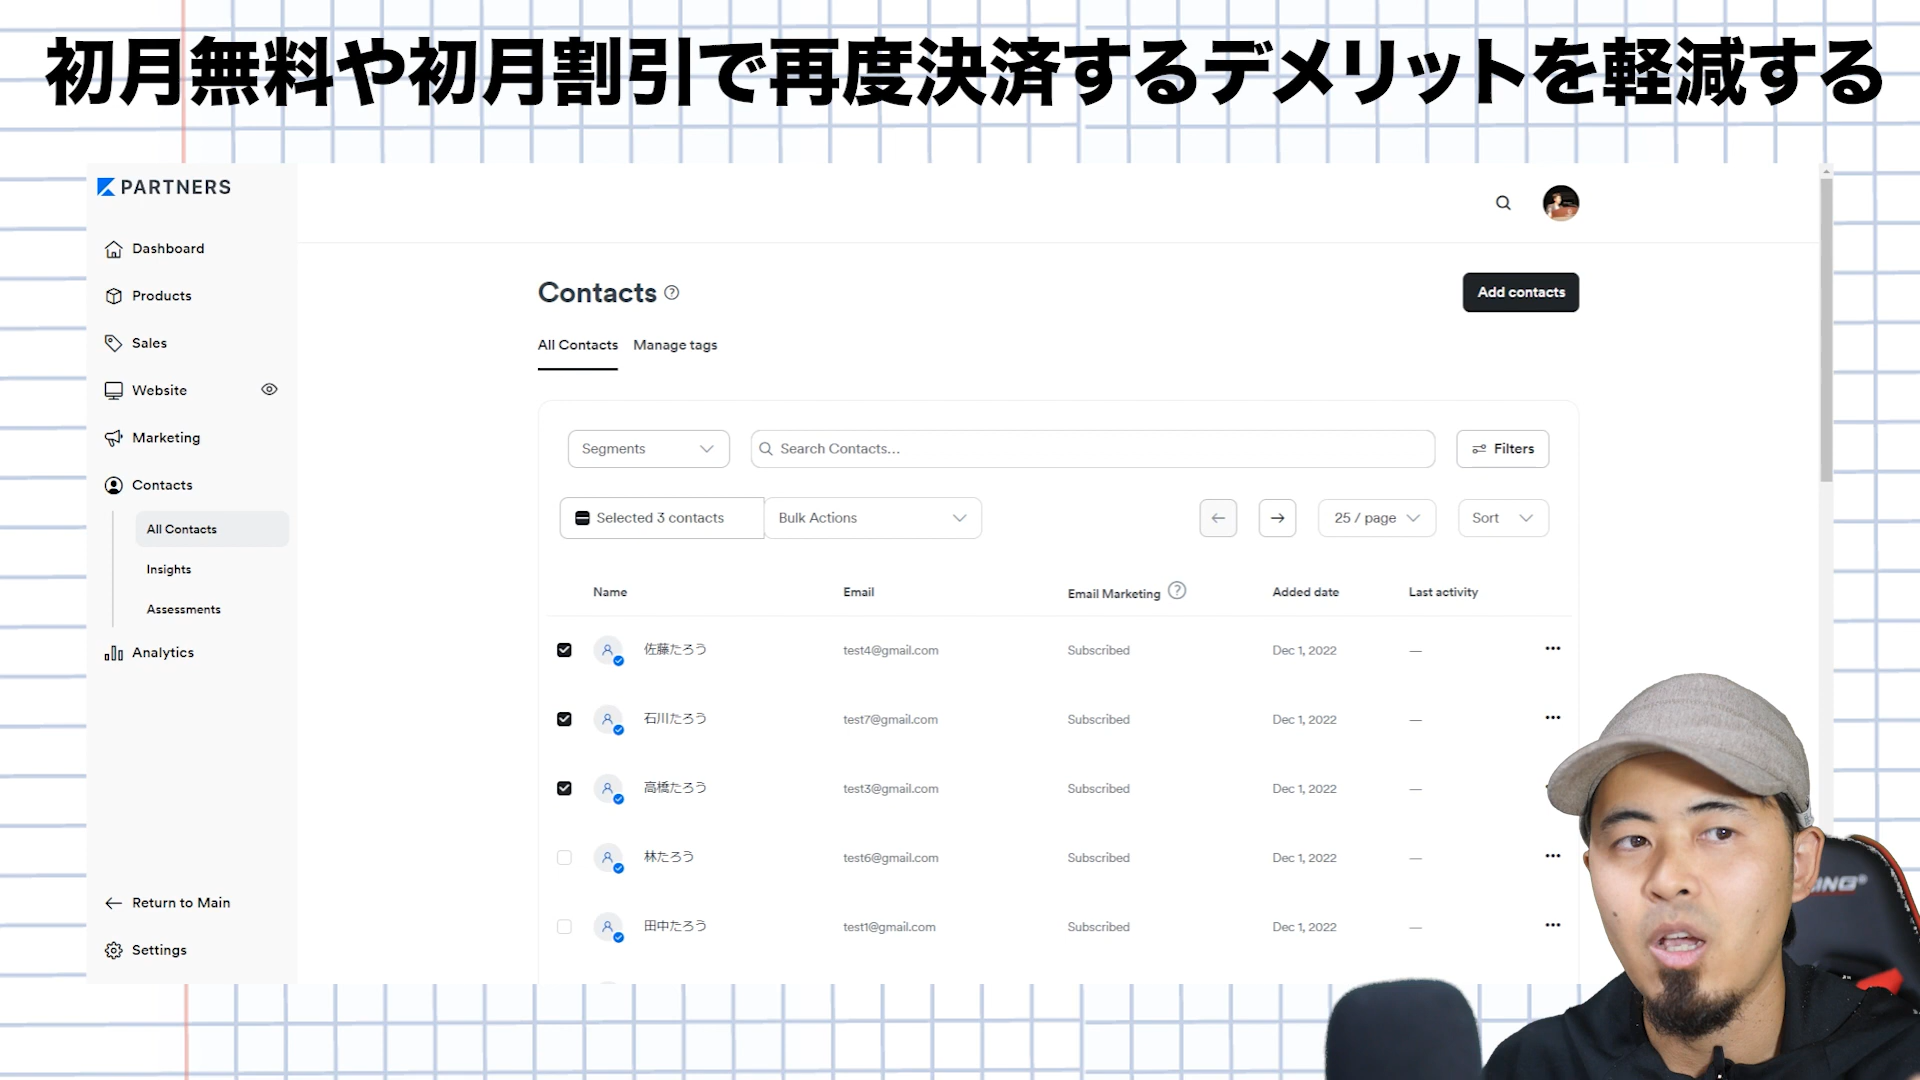 初月無料や初月割引で再度決済するデメリットを軽減する
PARTNERS
Dashboard
Products
Sales
Website
Marketing
Contacts
All Contacts
Insights
Assessments
Analytics
Return to Main
Settings
Contacts ?
Add contacts
All Contacts Manage tags
Segments Search Contacts... Filters
Selected 3 contacts Bulk Actions 25 / page Sort
Name Email Email Marketing ? Added date Last activity
佐藤たろう test4@gmail.com Subscribed Dec 1, 2022 —
石川たろう test7@gmail.com Subscribed Dec 1, 2022 —
高橋たろう test3@gmail.com Subscribed Dec 1, 2022 —
林たろう test6@gmail.com Subscribed Dec 1, 2022 —
田中たろう test1@gmail.com Subscribed Dec 1, 2022 —